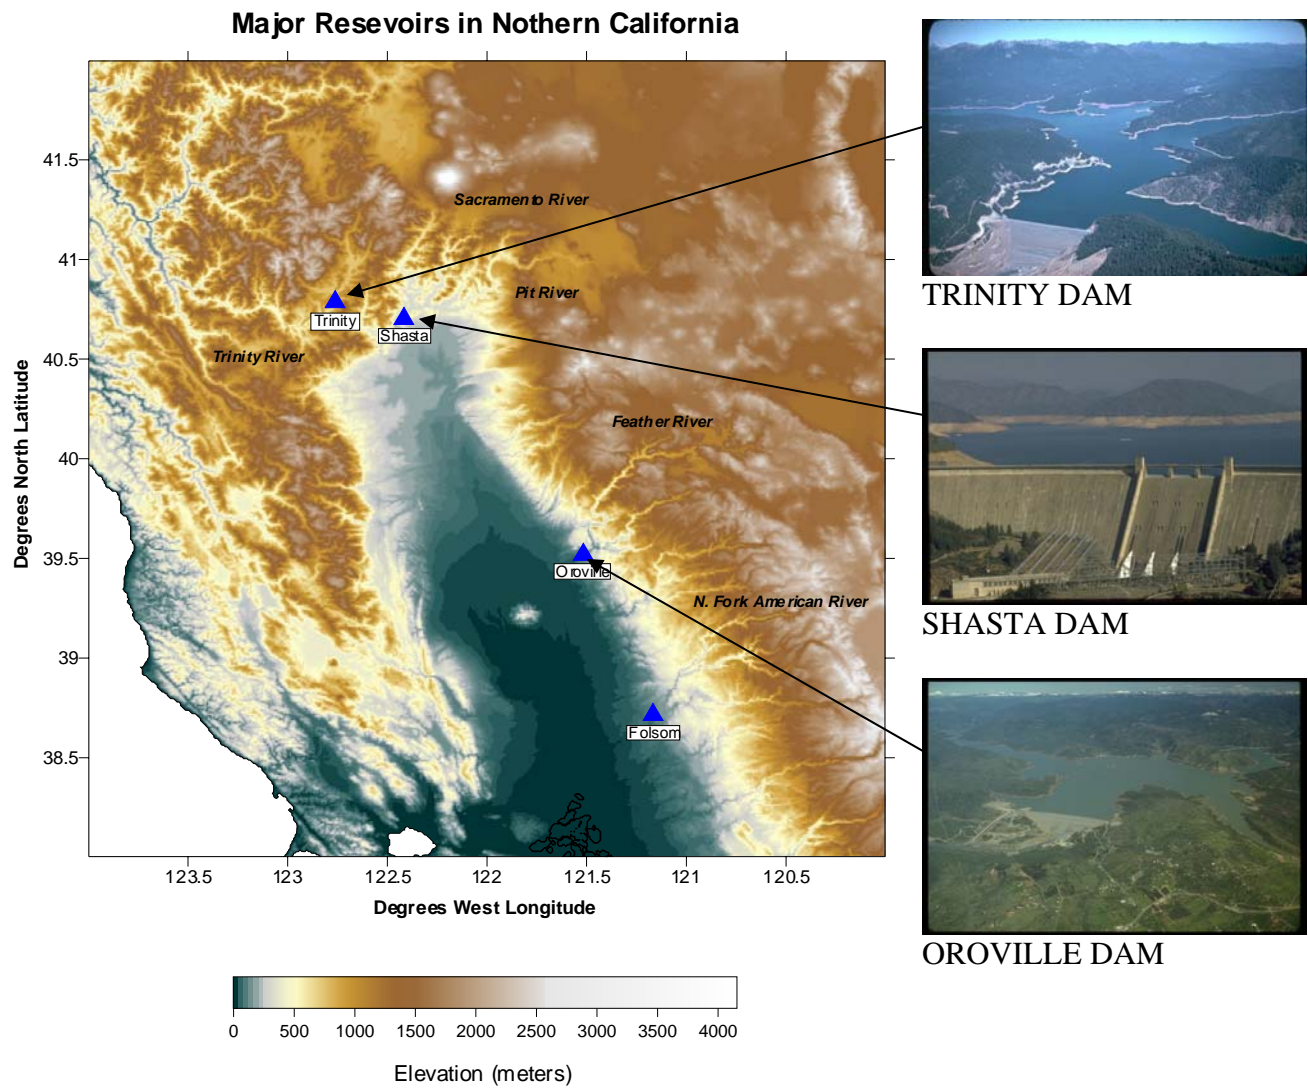 Major Resevoirs in Nothern California
41.5
41
40.5
40
39.5
39
38.5
Degrees North Latitude
Sacramento River
Pit River
Trinity
Shasta
Trinity River
Feather River
Oroville
N. Fork American River
Folsom
123.5 123 122.5 122 121.5 121 120.5
Degrees West Longitude
0 500 1000 1500 2000 2500 3000 3500 4000
Elevation (meters)
TRINITY DAM
SHASTA DAM
OROVILLE DAM